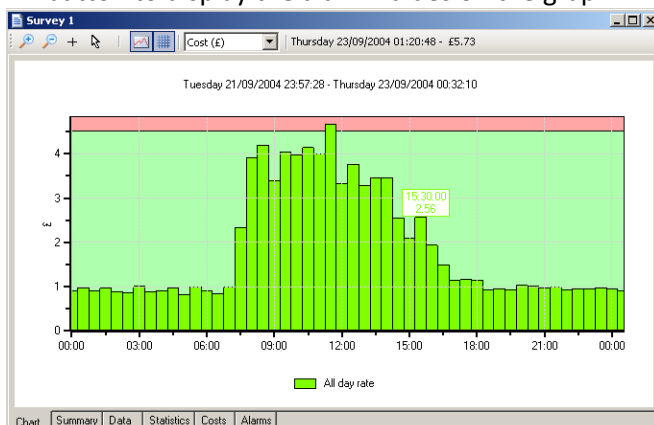 Survey 1
Cost (£) Thursday 23/09/2004 01:20:48 - £5.73
Tuesday 21/09/2004 23:57:28 - Thursday 23/09/2004 00:32:10
4
3
15:30:00
2.56
£
2
1
0
00:00 03:00 06:00 09:00 12:00 15:00 18:00 21:00 00:00
All day rate
Chart Summary Data Statistics Costs Alarms